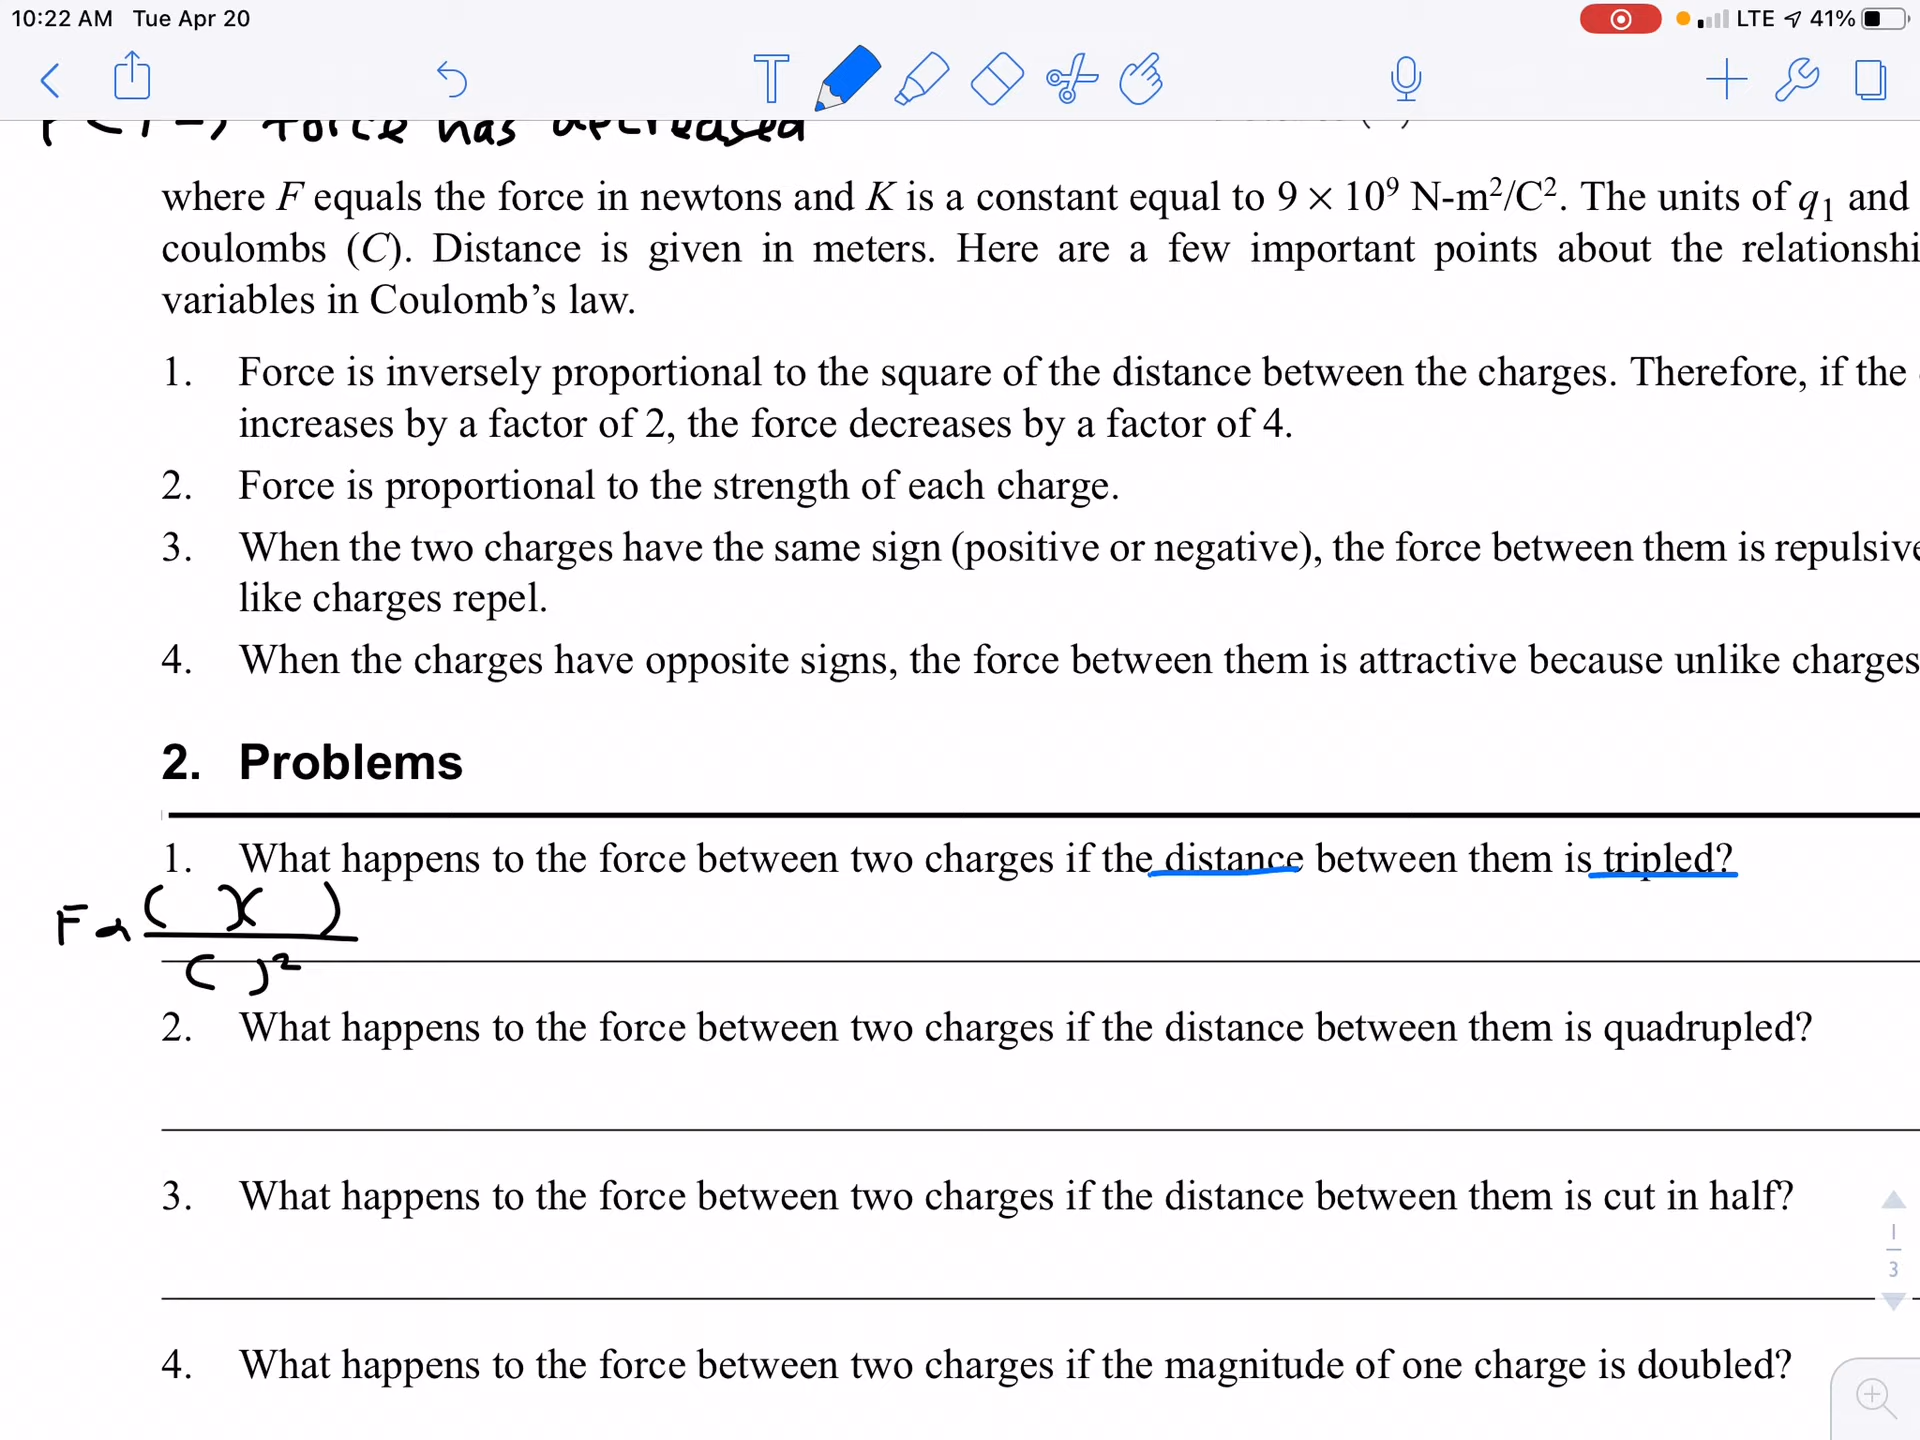 10:22 AM Tue Apr 20 LTE 41%
T
force has decreased
where F equals the force in newtons and K is a constant equal to 9 × 10⁹ N-m²/C². The units of q₁ and
coulombs (C). Distance is given in meters. Here are a few important points about the relationshi
variables in Coulomb's law.
1. Force is inversely proportional to the square of the distance between the charges. Therefore, if the
increases by a factor of 2, the force decreases by a factor of 4.
2. Force is proportional to the strength of each charge.
3. When the two charges have the same sign (positive or negative), the force between them is repulsive
like charges repel.
4. When the charges have opposite signs, the force between them is attractive because unlike charges
2. Problems
1. What happens to the force between two charges if the distance between them is tripled?
F α ( )( )
( )²
2. What happens to the force between two charges if the distance between them is quadrupled?
3. What happens to the force between two charges if the distance between them is cut in half?
1
3
4. What happens to the force between two charges if the magnitude of one charge is doubled?